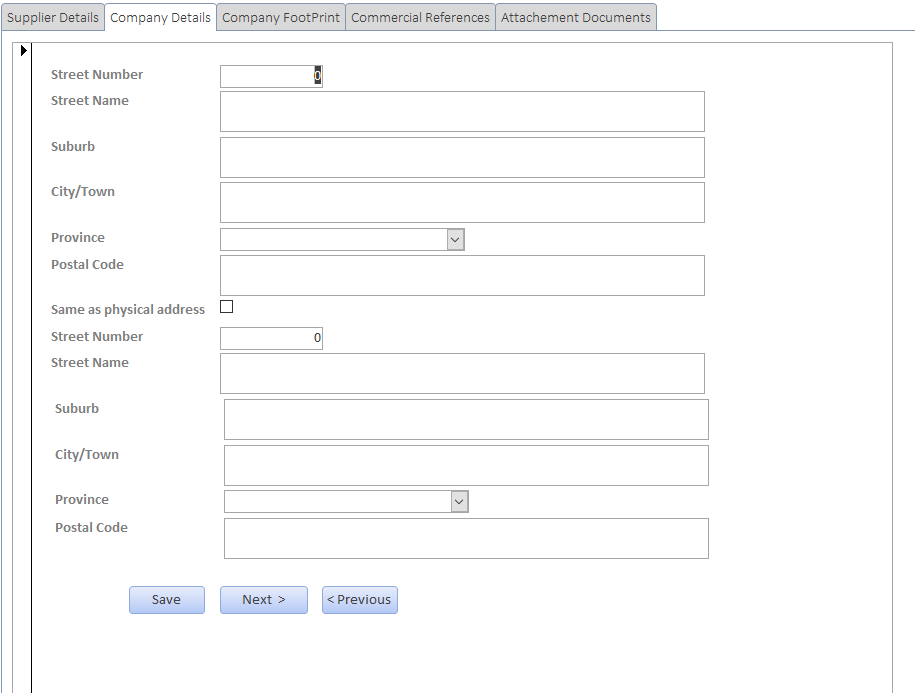 Supplier Details Company Details Company FootPrint Commercial References Attachement Documents
Street Number 0
Street Name
Suburb
City/Town
Province
Postal Code
Same as physical address
Street Number 0
Street Name
Suburb
City/Town
Province
Postal Code
Save Next > < Previous